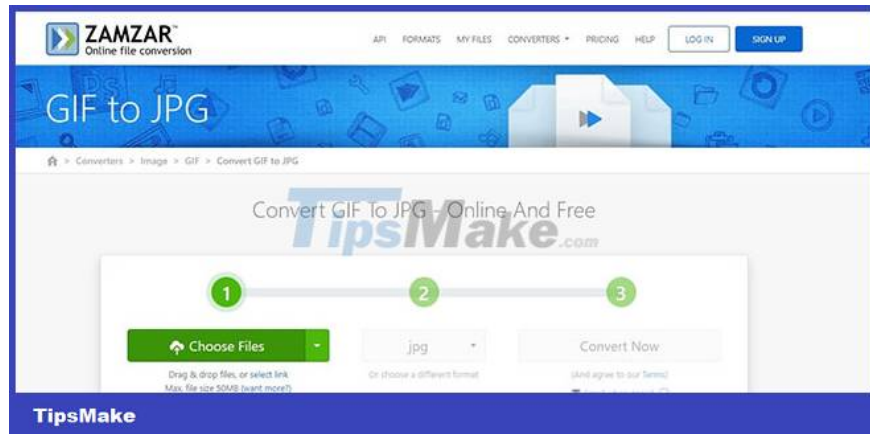 ZAMZAR™
Online file conversion
API FORMATS MY FILES CONVERTERS PRICING HELP LOG IN SIGN UP
GIF to JPG
> Converters > Image > GIF > Convert GIF to JPG
Convert GIF To JPG - Online And Free
TipsMake.com
1 2 3
Choose Files jpg Convert Now
Drag & drop files, or select link Or choose a different format (And agree to our Terms)
Max. file size 50MB (want more?)
TipsMake